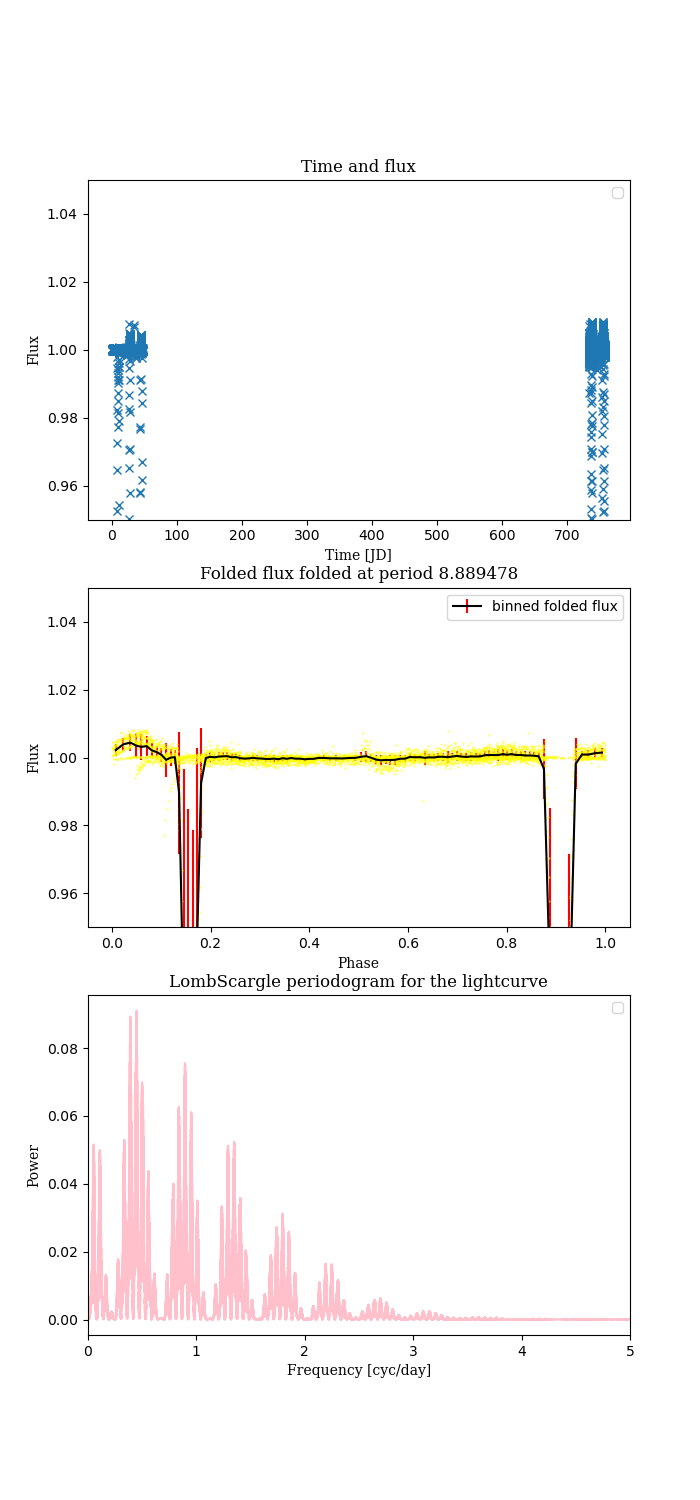 Time and flux
1.04
1.02
1.00
0.98
0.96
Flux
0 100 200 300 400 500 600 700
Time [JD]
Folded flux folded at period 8.889478
binned folded flux
1.04
1.02
1.00
0.98
0.96
Flux
0.0 0.2 0.4 0.6 0.8 1.0
Phase
LombScargle periodogram for the lightcurve
0.08
0.06
0.04
0.02
0.00
Power
0 1 2 3 4 5
Frequency [cyc/day]